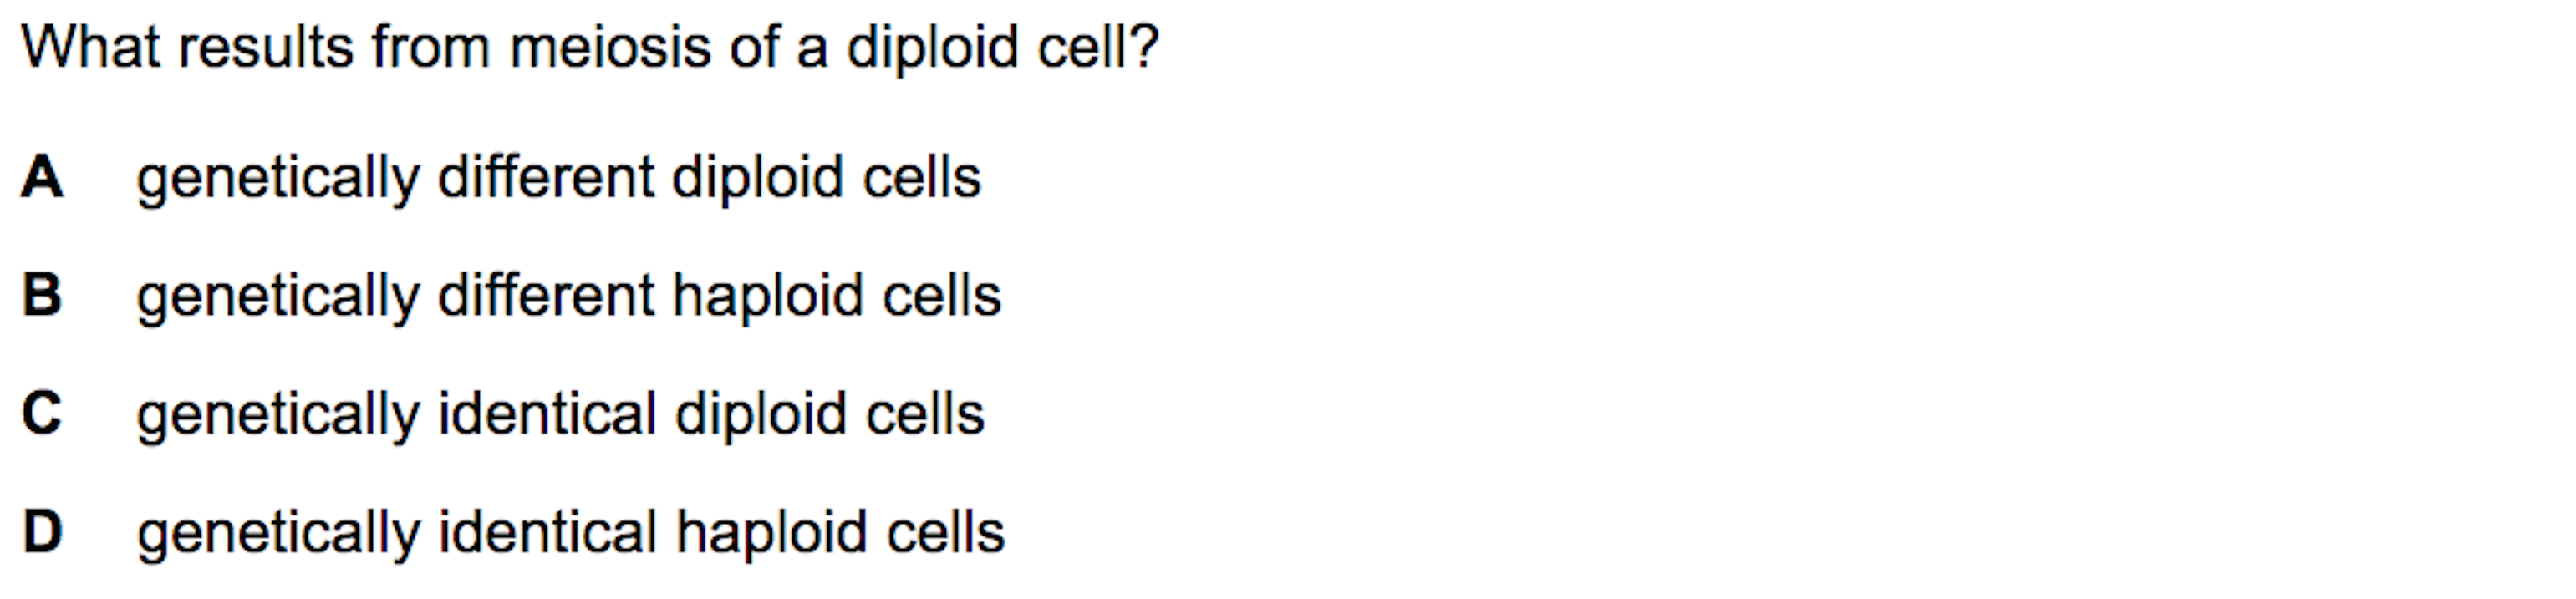 What results from meiosis of a diploid cell?
A genetically different diploid cells
B genetically different haploid cells
C genetically identical diploid cells
D genetically identical haploid cells